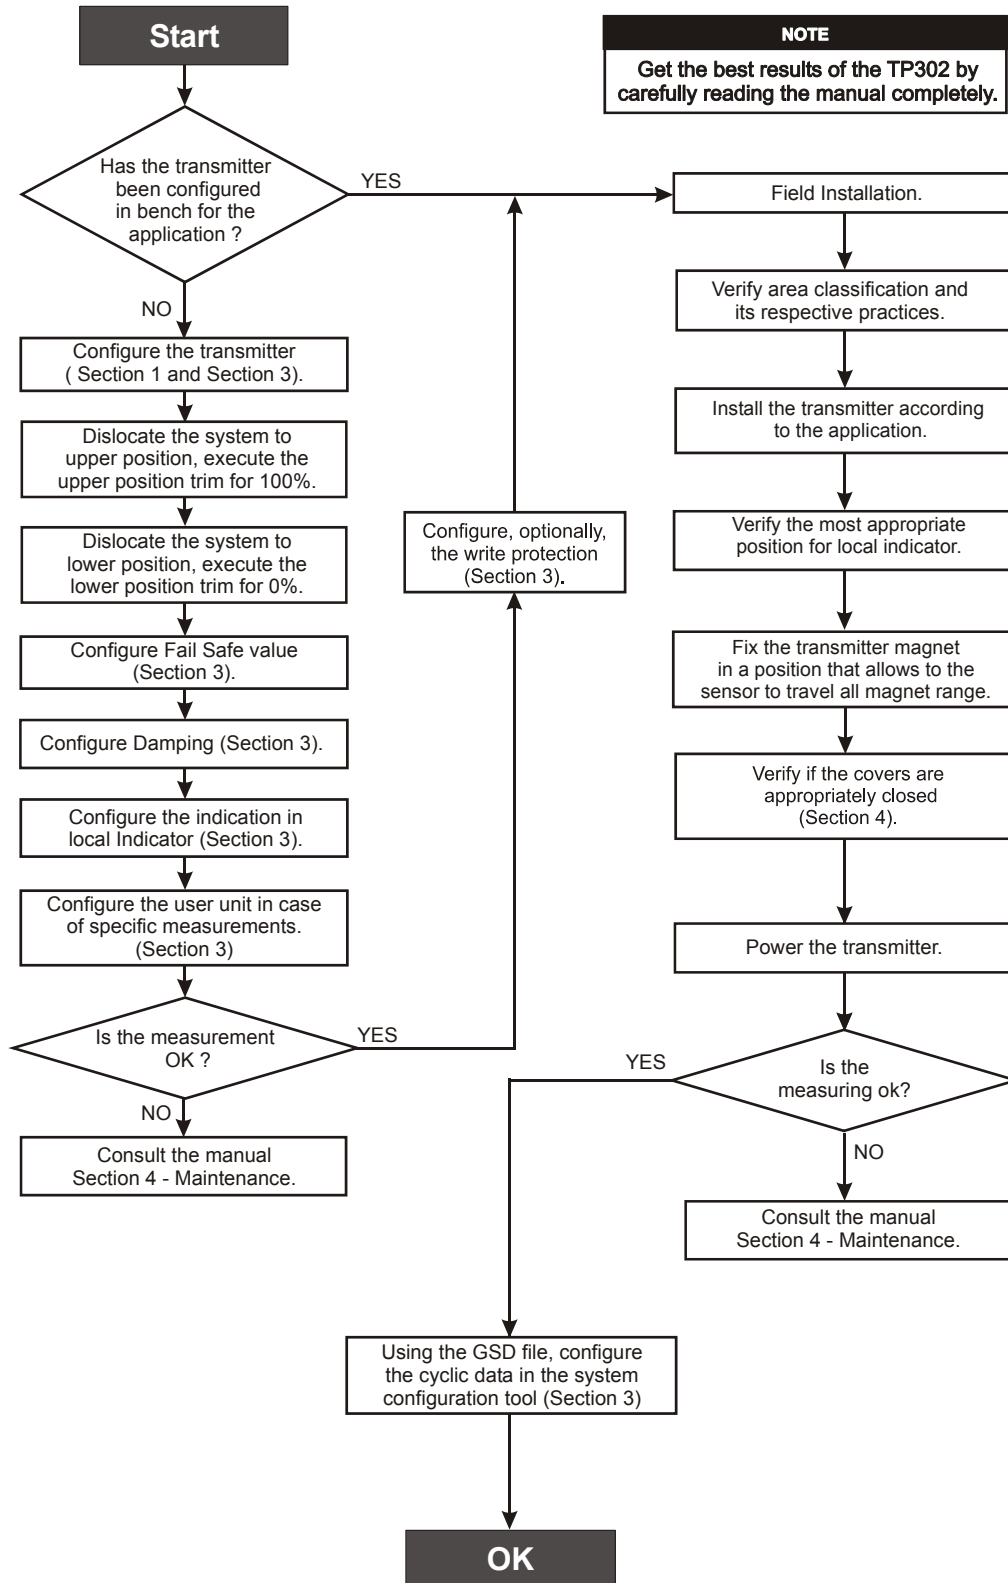 Start
NOTE
Get the best results of the TP302 by
carefully reading the manual completely.
Has the transmitter
been configured
in bench for the
application ?
YES
NO
Configure the transmitter
( Section 1 and Section 3).
Dislocate the system to
upper position, execute the
upper position trim for 100%.
Dislocate the system to
lower position, execute the
lower position trim for 0%.
Configure Fail Safe value
(Section 3).
Configure Damping (Section 3).
Configure the indication in
local Indicator (Section 3).
Configure the user unit in case
of specific measurements.
(Section 3)
Is the measurement
OK ?
YES
NO
Consult the manual
Section 4 - Maintenance.
Configure, optionally,
the write protection
(Section 3).
Field Installation.
Verify area classification and
its respective practices.
Install the transmitter according
to the application.
Verify the most appropriate
position for local indicator.
Fix the transmitter magnet
in a position that allows to the
sensor to travel all magnet range.
Verify if the covers are
appropriately closed
(Section 4).
Power the transmitter.
Is the
measuring ok?
YES
NO
Consult the manual
Section 4 - Maintenance.
Using the GSD file, configure
the cyclic data in the system
configuration tool (Section 3)
OK